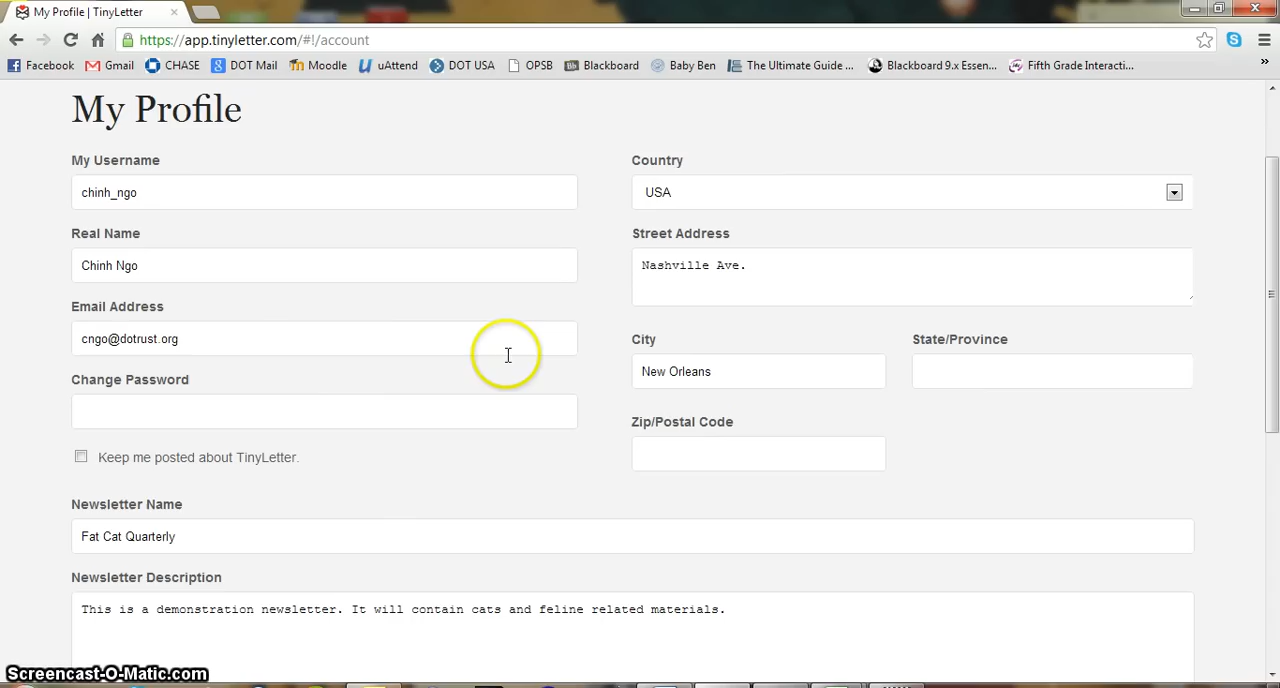 My Profile | TinyLetter
https://app.tinyletter.com/#!/account
Facebook Gmail CHASE DOT Mail Moodle uAttend DOT USA OPSB Blackboard Baby Ben The Ultimate Guide ... Blackboard 9.x Essen... Fifth Grade Interacti...
My Profile
My Username
chinh_ngo
Real Name
Chinh Ngo
Email Address
cngo@dotrust.org
Change Password
Keep me posted about TinyLetter.
Country
USA
Street Address
Nashville Ave.
City
New Orleans
State/Province
Zip/Postal Code
Newsletter Name
Fat Cat Quarterly
Newsletter Description
This is a demonstration newsletter. It will contain cats and feline related materials.
Screencast-O-Matic.com